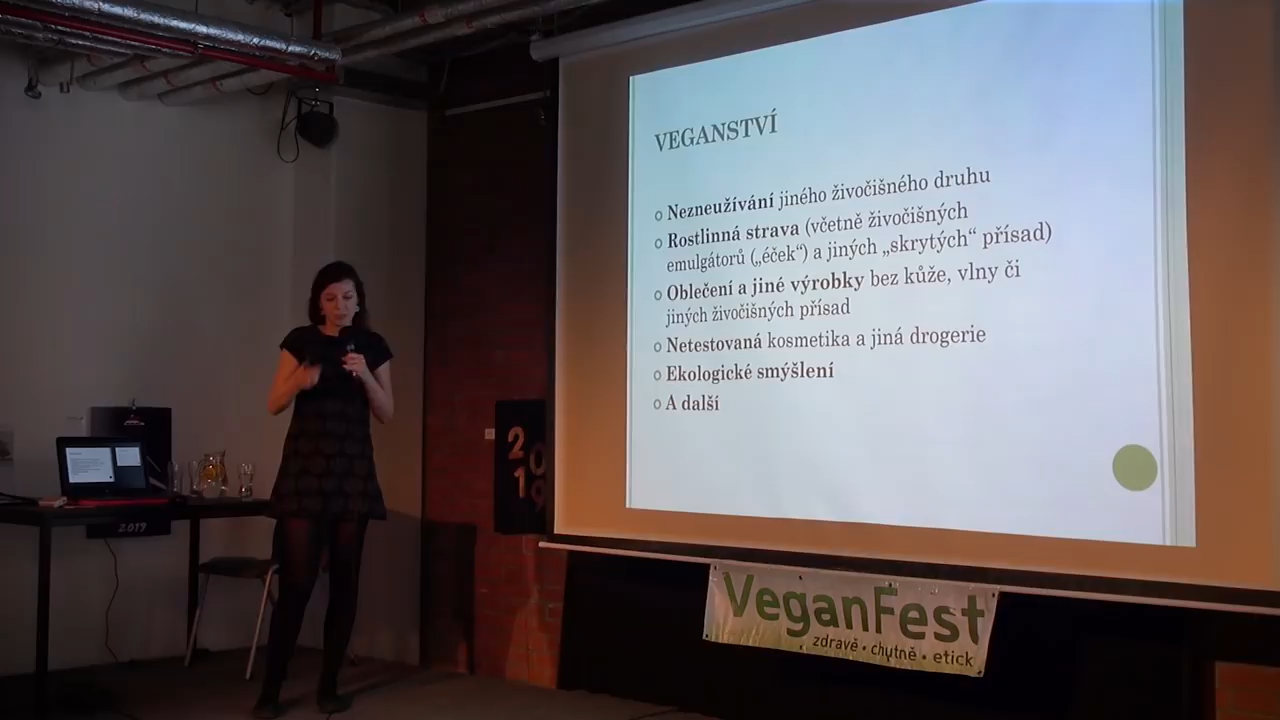 VEGANSTVÍ
Nezneužívání jiného živočišného druhu
Rostlinná strava (včetně živočišných
emulgátorů („éček“) a jiných „skrytých“ přísad)
Oblečení a jiné výrobky bez kůže, vlny či
jiných živočišných přísad
Netestovaná kosmetika a jiná drogerie
Ekologické smýšlení
A další
20
19
2019
VeganFest
zdravě • chutně • etick